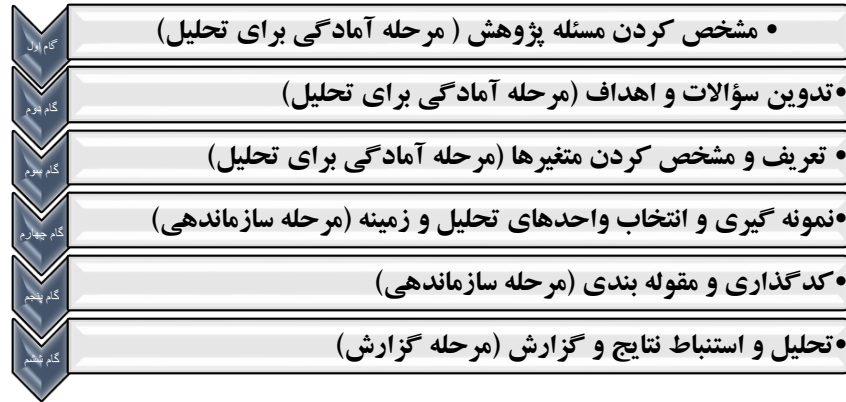 گام اول
• مشخص کردن مسئله پژوهش ( مرحله آمادگی برای تحلیل)
گام دوم
•تدوین سؤالات و اهداف (مرحله آمادگی برای تحلیل)
گام سوم
• تعریف و مشخص کردن متغیرها (مرحله آمادگی برای تحلیل)
گام چهارم
•نمونه گیری و انتخاب واحدهای تحلیل و زمینه (مرحله سازماندهی)
گام پنجم
•کدگذاری و مقوله بندی (مرحله سازماندهی)
گام ششم
•تحلیل و استنباط نتایج و گزارش (مرحله گزارش)